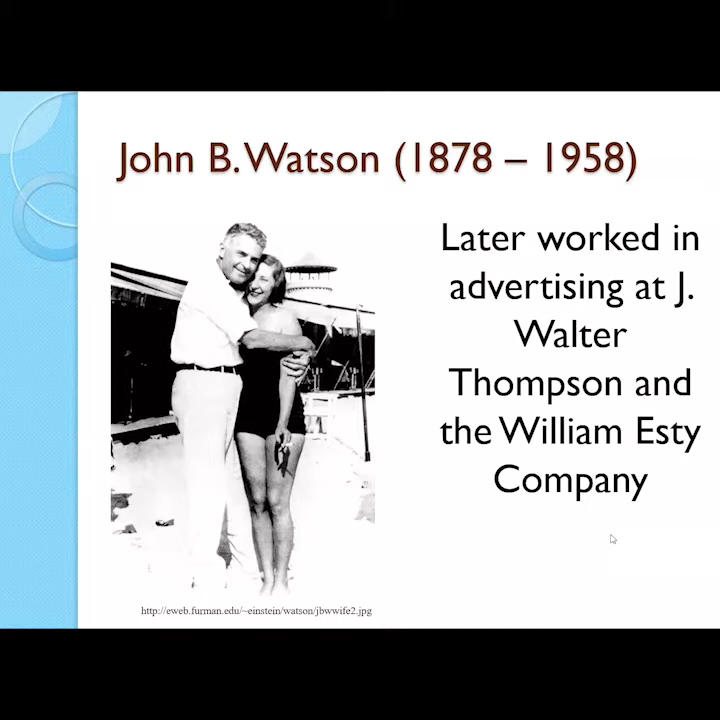 John B. Watson (1878 – 1958)
Later worked in
advertising at J.
Walter
Thompson and
the William Esty
Company
http://eweb.furman.edu/~einstein/watson/jbwwife2.jpg